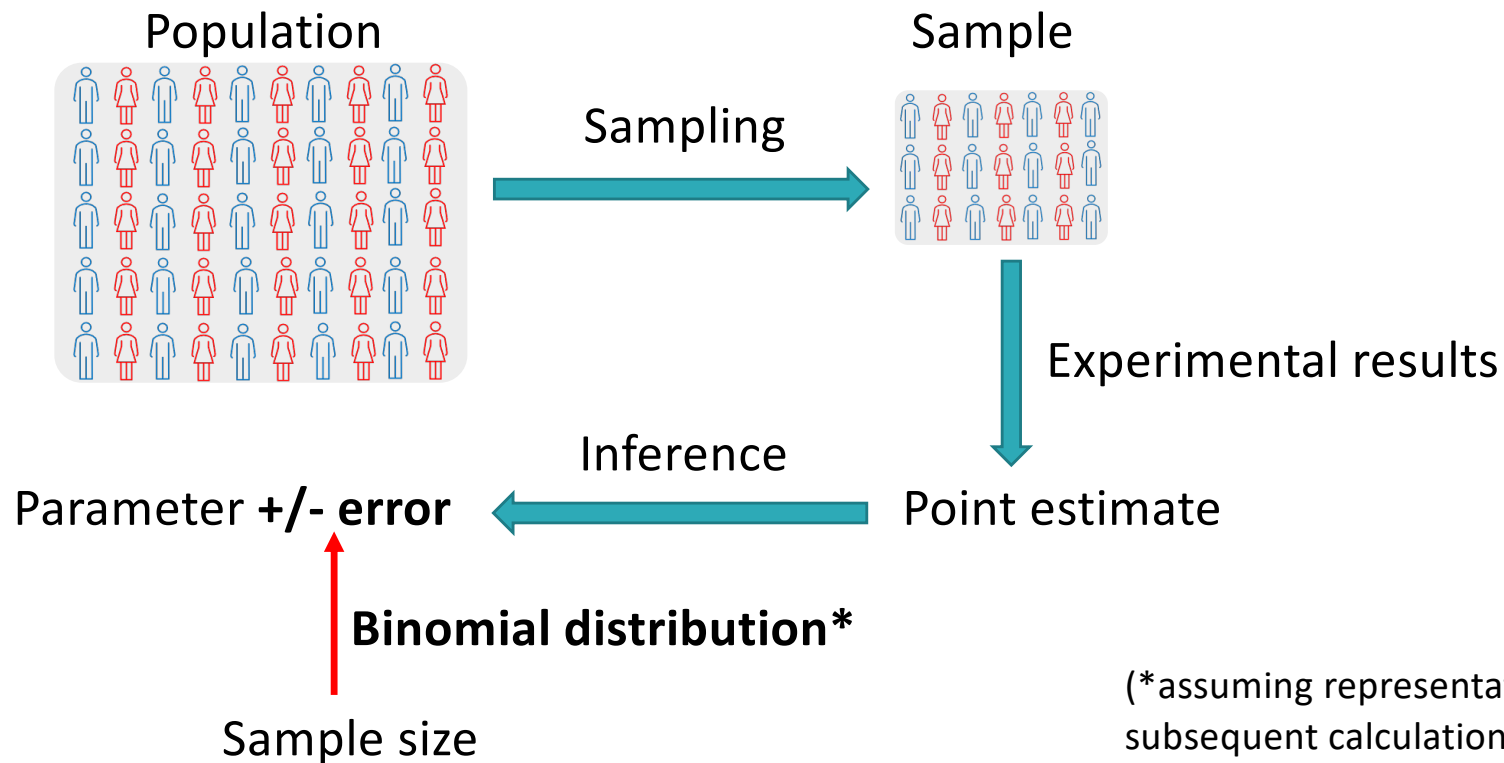 Population
Sample
Sampling
Experimental results
Inference
Parameter +/- error
Point estimate
Binomial distribution*
Sample size
(*assuming
subsequent